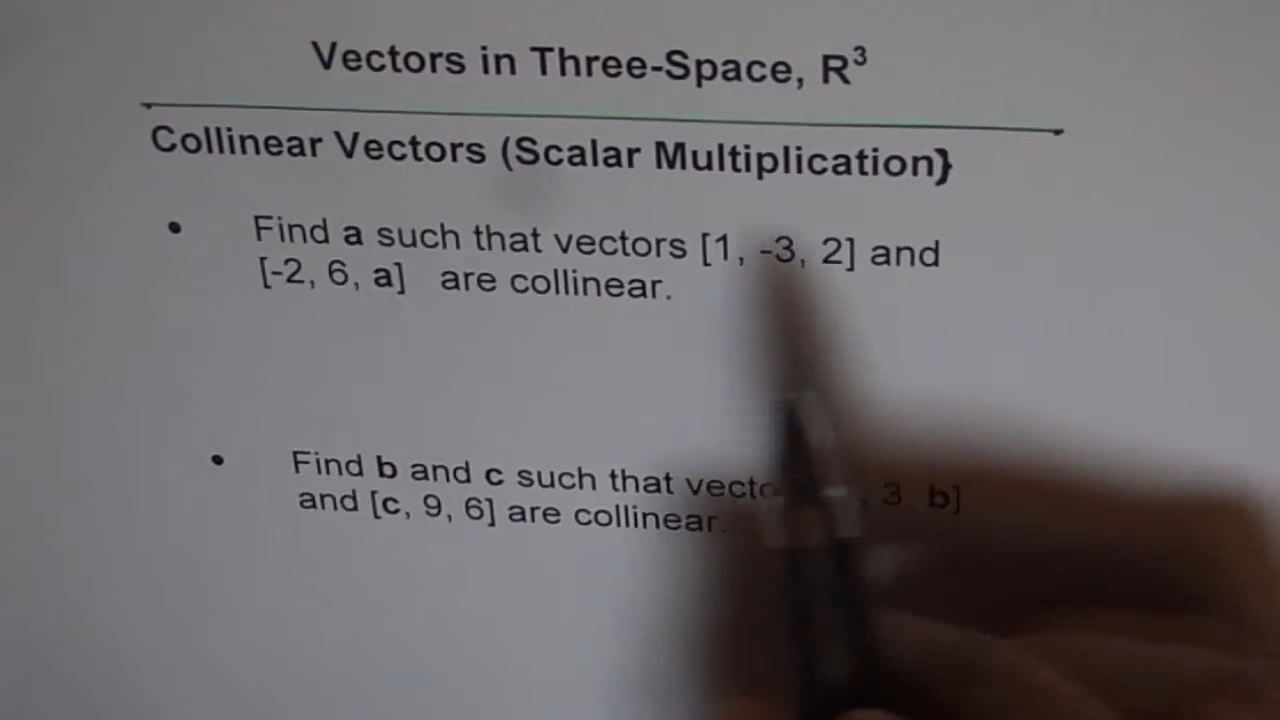 Vectors in Three-Space, R³
Collinear Vectors (Scalar Multiplication}
• Find a such that vectors [1, -3, 2] and
[-2, 6, a] are collinear.
• Find b and c such that , 3 b]
and [c, 9, 6] are collinear.